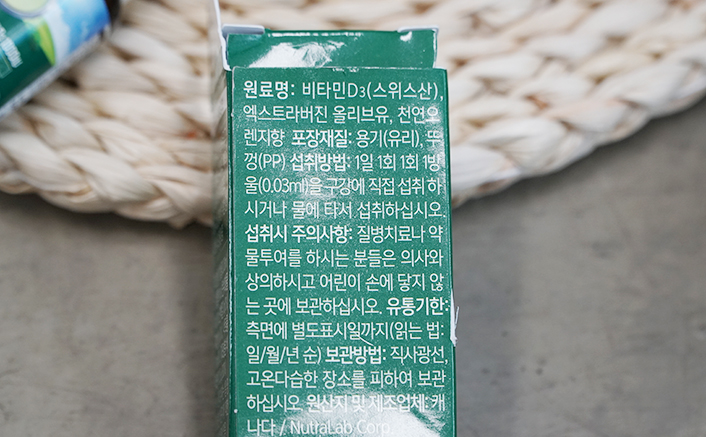 원료명: 비타민D3(스위스산),
엑스트라버진 올리브유, 천연오
렌지향 포장재질: 용기(유리), 뚜
껑(PP) 섭취방법: 1일 1회 1회 1방
울(0.03ml)을 구강에 직접 섭취 하
시거나 물에 타서 섭취하십시오.
섭취시 주의사항: 질병치료나 약
물투여를 하시는 분들은 의사와
상의하시고 어린이 손에 닿지 않
는 곳에 보관하십시오. 유통기한:
측면에 별도표시일까지(읽는 법:
일/월/년 순) 보관방법: 직사광선,
고온다습한 장소를 피하여 보관
하십시오 원산지 및 제조업체: 캐
나다 / NutraLab Corp.